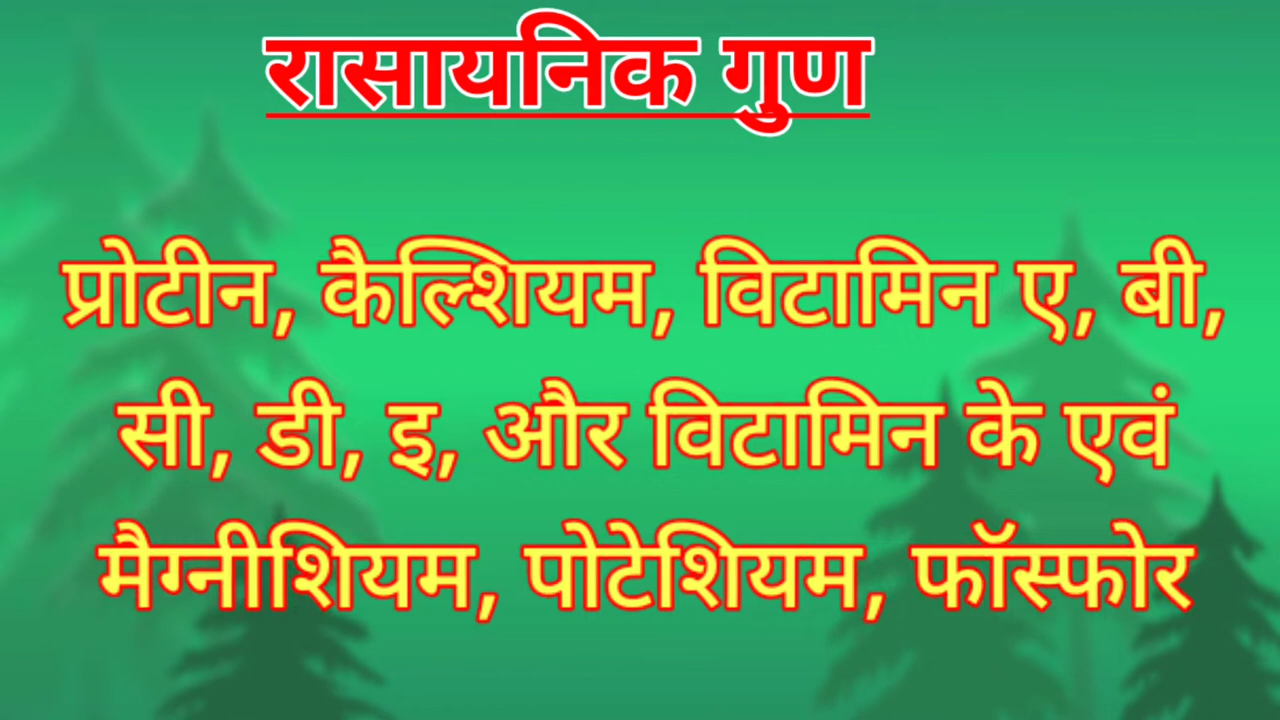 रासायनिक गुण
प्रोटीन, कैल्शियम, विटामिन ए, बी,
सी, डी, इ, और विटामिन के एवं
मैग्नीशियम, पोटेशियम, फॉस्फोर